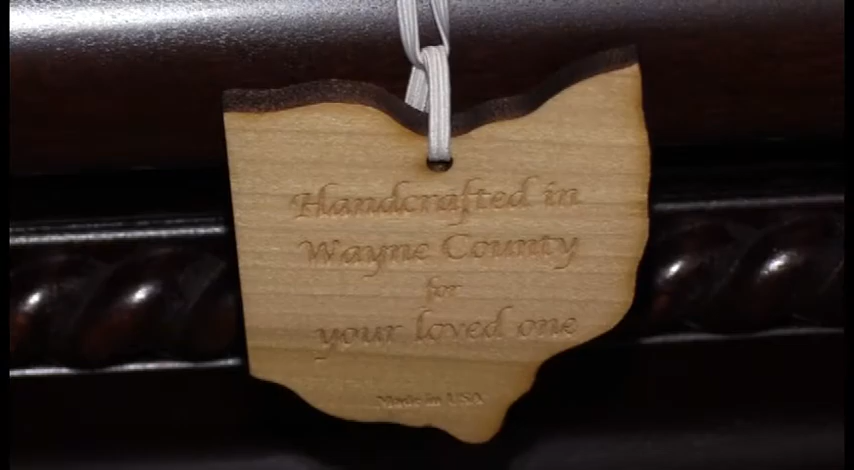 Handcrafted in
Wayne County
for
your loved one
Made in USA